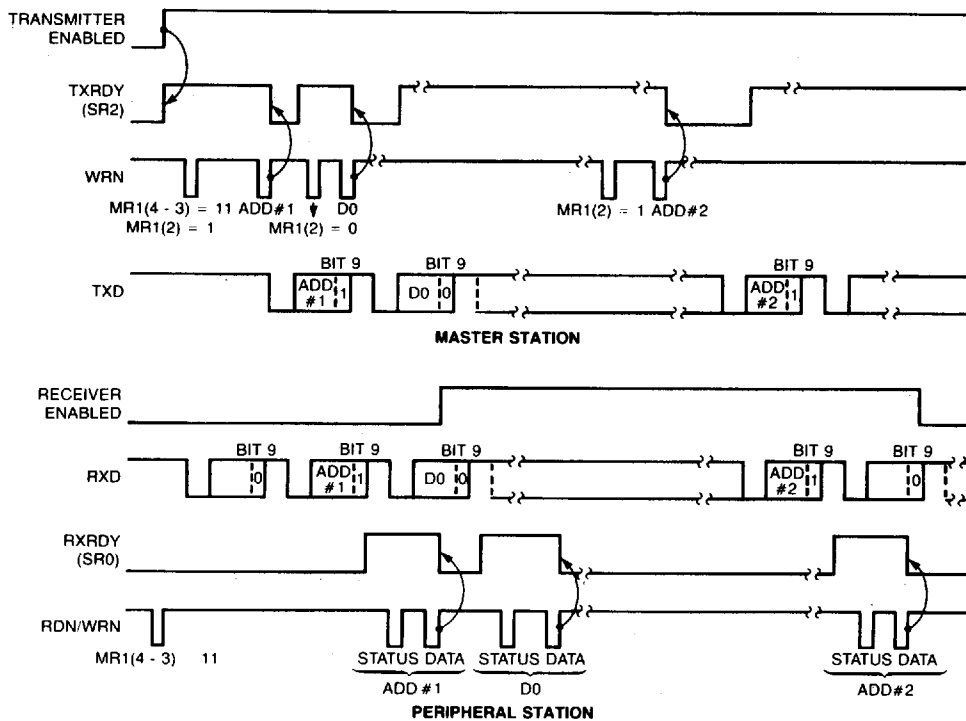 TRANSMITTER
ENABLED
TXRDY
(SR2)
WRN
MR1(4 - 3) = 11 ADD#1 D0
MR1(2) = 1 MR1(2) = 0
MR1(2) = 1 ADD#2
BIT 9 BIT 9 BIT 9
TXD
ADD
#1 1
D0 0
ADD
#2 1
MASTER STATION
RECEIVER
ENABLED
BIT 9 BIT 9 BIT 9 BIT 9
RXD
0
ADD
#1 1
D0 0
ADD
#2 1
0
RXRDY
(SR0)
RDN/WRN
MR1(4 - 3) 11
STATUS DATA STATUS DATA STATUS DATA
ADD #1 D0 ADD#2
PERIPHERAL STATION